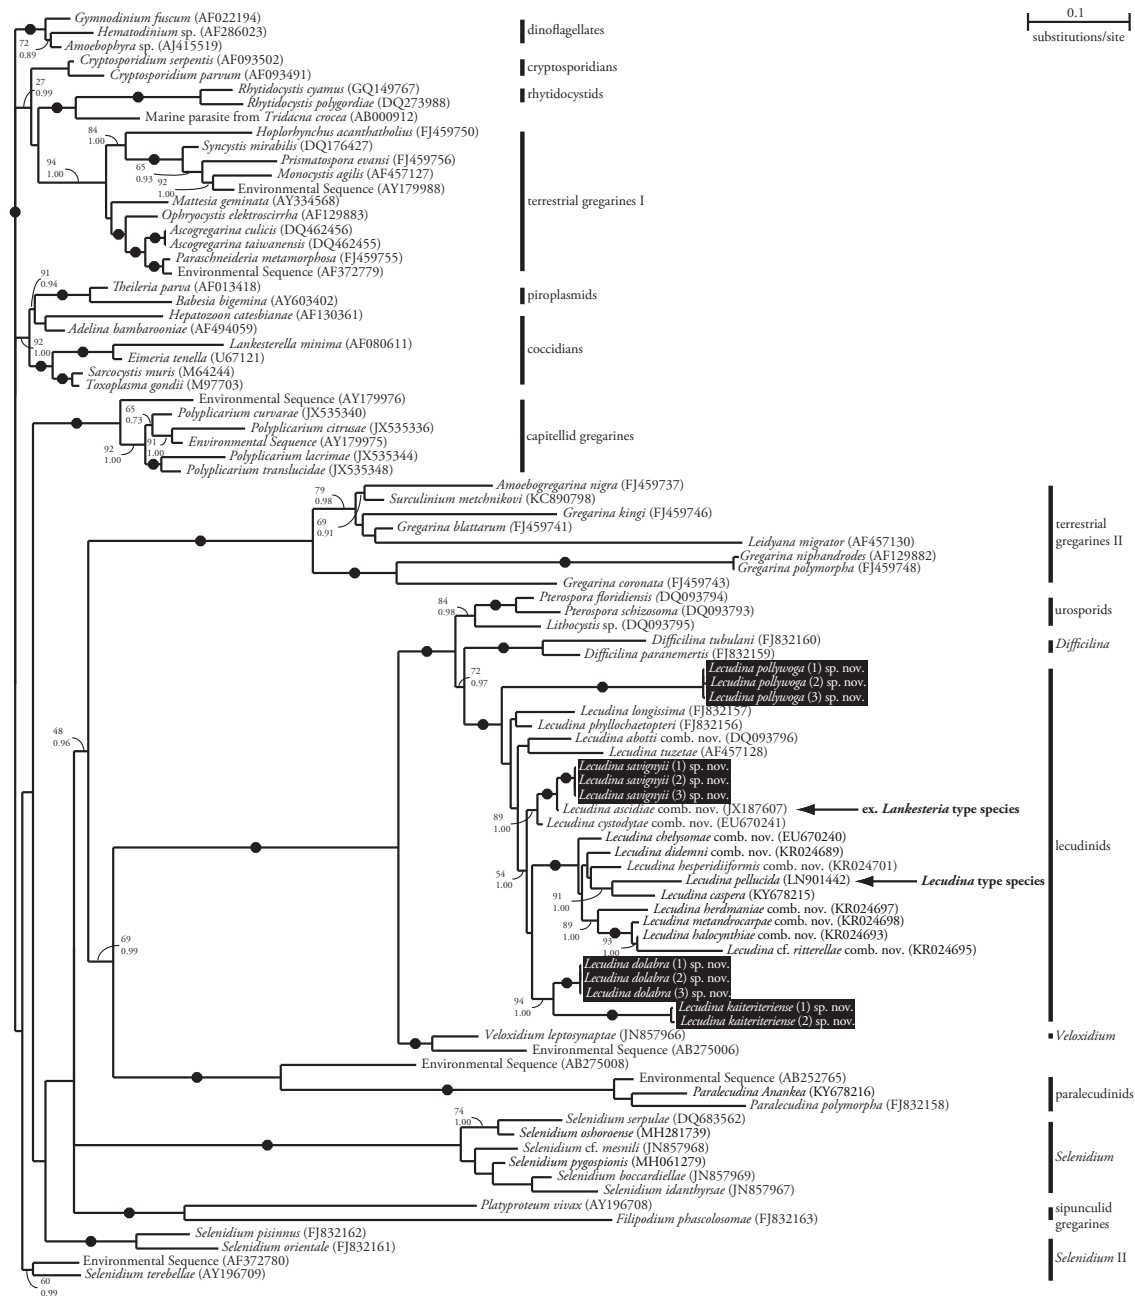 0.1
substitutions/site
Gymnodinium fuscum (AF022194)
Hematodinium sp. (AF286023)
Amoebophyra sp. (AJ415519)
72
0.89
dinoflagellates
Cryptosporidium serpentis (AF093502)
Cryptosporidium parvum (AF093491)
cryptosporidians
27
0.99
Rhytidocystis cyamus (GQ149767)
Rhytidocystis polygordiae (DQ273988)
rhytidocystids
Marine parasite from Tridacna crocea (AB000912)
84
1.00
Hoplorhynchus acanthatholius (FJ459750)
Syncystis mirabilis (DQ176427)
Prismatospora evansi (FJ459756)
65
0.93
94
1.00
Monocystis agilis (AF457127)
92
1.00
Environmental Sequence (AY179988)
Mattesia geminata (AY334568)
terrestrial gregarines I
Ophryocystis elektroscirrha (AF129883)
Ascogregarina culicis (DQ462456)
Ascogregarina taiwanensis (DQ462455)
Paraschneideria metamorphosa (FJ459755)
Environmental Sequence (AF372779)
91
0.94
Theileria parva (AF013418)
Babesia bigemina (AY603402)
piroplasms
Hepatozoon catesbianae (AF130361)
Adelina bambarooniae (AF494059)
92
1.00
Lankesterella minima (AF080611)
Eimeria tenella (U67121)
coccidians
Sarcocystis muris (M64244)
Toxoplasma gondii (M97703)
Environmental Sequence (AY179976)
65
0.73
Polyplicarium curvarae (JX535340)
Polyplicarium citrusae (JX535336)
91
1.00
Environmental Sequence (AY179975)
capitellid gregarines
92
1.00
Polyplicarium lacrimae (JX535344)
Polyplicarium translucidae (JX535348)
Amoebogregarina nigra (FJ459737)
79
0.98
Surculinium metchnikovi (KC890798)
Gregarina kingi (FJ459746)
69
0.91
Gregarina blattarum (FJ459741)
terrestrial
gregarines II
Leidyana migrator (AF457130)
Gregarina niphandrodes (AF129882)
Gregarina polymorpha (FJ459748)
Gregarina coronata (FJ459743)
Pterospora floridiensis (DQ093794)
84
0.98
Pterospora schizosoma (DQ093793)
urosporids
Lithocystis sp. (DQ093795)
Difficilina tubulani (FJ832160)
Difficilina
Difficilina paranemertis (FJ832159)
72
0.97
Lecudina pollywoga (1) sp. nov.
Lecudina pollywoga (2) sp. nov.
Lecudina pollywoga (3) sp. nov.
Lecudina longissima (FJ832157)
Lecudina phyllochaetopteri (FJ832156)
48
0.96
Lecudina abotti comb. nov. (DQ093796)
Lecudina tuzetae (AF457128)
Lecudina savignyii (1) sp. nov.
Lecudina savignyii (2) sp. nov.
Lecudina savignyii (3) sp. nov.
Lecudina ascidiae comb. nov. (JX187607)
ex. Lankesteria type species
89
1.00
Lecudina cystodytae comb. nov. (EU670241)
Lecudina chelysomae comb. nov. (EU670240)
lecudinids
Lecudina didemni comb. nov. (KR024689)
Lecudina hesperidiiformis comb. nov. (KR024701)
54
1.00
Lecudina pellucida (LN901442)
Lecudina type species
Lecudina caspera (KY678215)
91
1.00
Lecudina herdmaniae comb. nov. (KR024697)
89
1.00
Lecudina metandrocarpae comb. nov. (KR024698)
Lecudina halocynthiae comb. nov. (KR024693)
93
1.00
Lecudina cf. ritterellae comb. nov. (KR024695)
69
0.99
Lecudina dolabra (1) sp. nov.
Lecudina dolabra (2) sp. nov.
Lecudina dolabra (3) sp. nov.
94
1.00
Lecudina kaiteriteriense (1) sp. nov.
Lecudina kaiteriteriense (2) sp. nov.
Veloxidium leptosynaptae (JN857966)
Veloxidium
Environmental Sequence (AB275006)
Environmental Sequence (AB275008)
Environmental Sequence (AB252765)
Paralecudina Anankea (KY678216)
paralecudinids
Paralecudina polymorpha (FJ832158)
74
1.00
Selenidium serpulae (DQ683562)
Selenidium oshoroense (MH281739)
Selenidium cf. mesnili (JN857968)
Selenidium
Selenidium pygospionis (MH061279)
Selenidium boccardiellae (JN857969)
Selenidium idanthyrsae (JN857967)
Platyproteum vivax (AY196708)
sipunculid
gregarines
Filipodium phascolosomae (FJ832163)
Selenidium pisinnus (FJ832162)
Selenidium orientale (FJ832161)
Selenidium II
Environmental Sequence (AF372780)
Selenidium terebellae (AY196709)
60
0.99